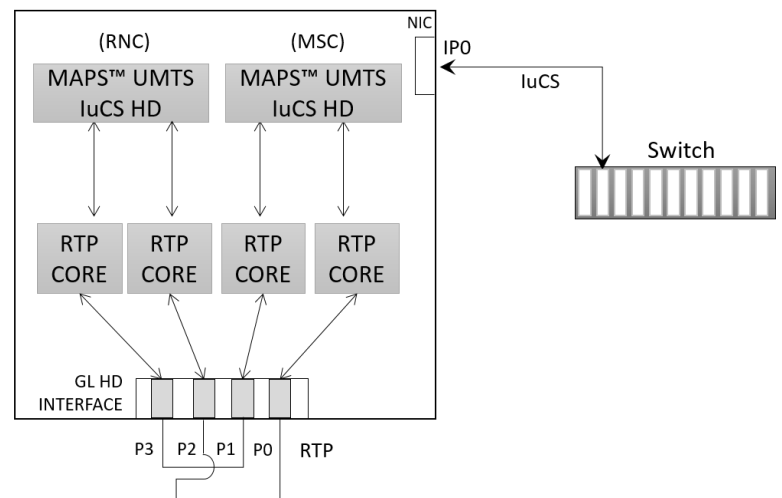 NIC
(RNC)
(MSC)
IP0
MAPS™ UMTS
IuCS HD
MAPS™ UMTS
IuCS HD
IuCS
Switch
RTP
CORE
RTP
CORE
RTP
CORE
RTP
CORE
GL HD
INTERFACE
P3
P2
P1
P0
RTP